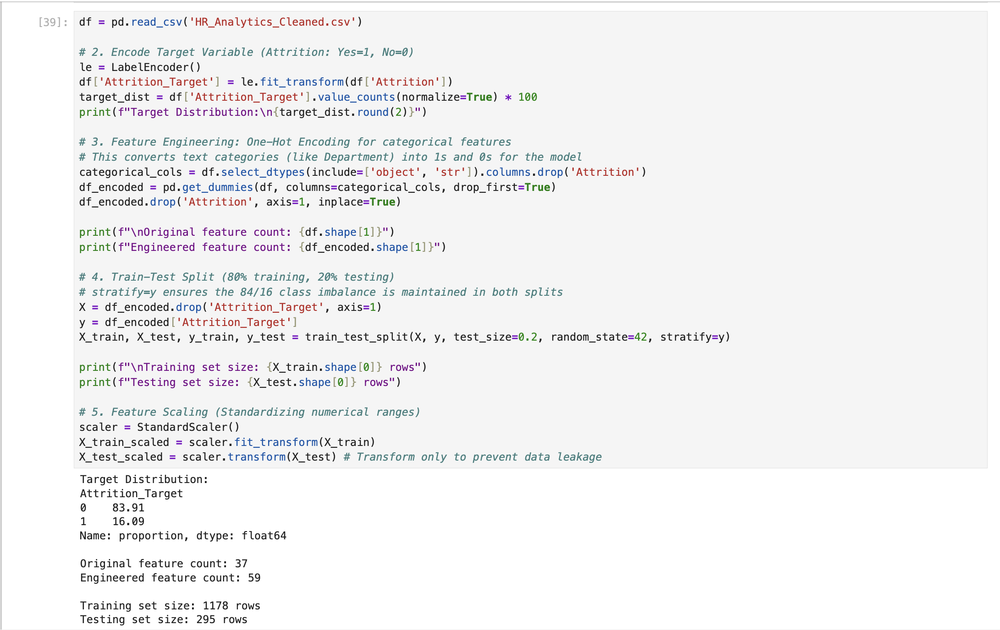 [39]: df = pd.read_csv('HR_Analytics_Cleaned.csv')
# 2. Encode Target Variable (Attrition: Yes=1, No=0)
le = LabelEncoder()
df['Attrition_Target'] = le.fit_transform(df['Attrition'])
target_dist = df['Attrition_Target'].value_counts(normalize=True) * 100
print(f"Target Distribution:\n{target_dist.round(2)}")
# 3. Feature Engineering: One-Hot Encoding for categorical features
# This converts text categories (like Department) into 1s and 0s for the model
categorical_cols = df.select_dtypes(include=['object', 'str']).columns.drop('Attrition')
df_encoded = pd.get_dummies(df, columns=categorical_cols, drop_first=True)
df_encoded.drop('Attrition', axis=1, inplace=True)
print(f"\nOriginal feature count: {df.shape[1]}")
print(f"Engineered feature count: {df_encoded.shape[1]}")
# 4. Train-Test Split (80% training, 20% testing)
# stratify=y ensures the 84/16 class imbalance is maintained in both splits
X = df_encoded.drop('Attrition_Target', axis=1)
y = df_encoded['Attrition_Target']
X_train, X_test, y_train, y_test = train_test_split(X, y, test_size=0.2, random_state=42, stratify=y)
print(f"\nTraining set size: {X_train.shape[0]} rows")
print(f"Testing set size: {X_test.shape[0]} rows")
# 5. Feature Scaling (Standardizing numerical ranges)
scaler = StandardScaler()
X_train_scaled = scaler.fit_transform(X_train)
X_test_scaled = scaler.transform(X_test) # Transform only to prevent data leakage
Target Distribution:
Attrition_Target
0    83.91
1    16.09
Name: proportion, dtype: float64
Original feature count: 37
Engineered feature count: 59
Training set size: 1178 rows
Testing set size: 295 rows